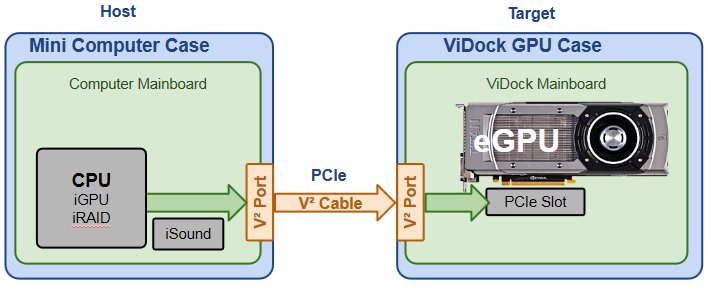 Host
Target
Mini Computer Case
ViDock GPU Case
Computer Mainboard
ViDock Mainboard
eGPU
CPU
iGPU
iRAID
iSound
V² Port
PCIe
V² Cable
V² Port
PCIe Slot